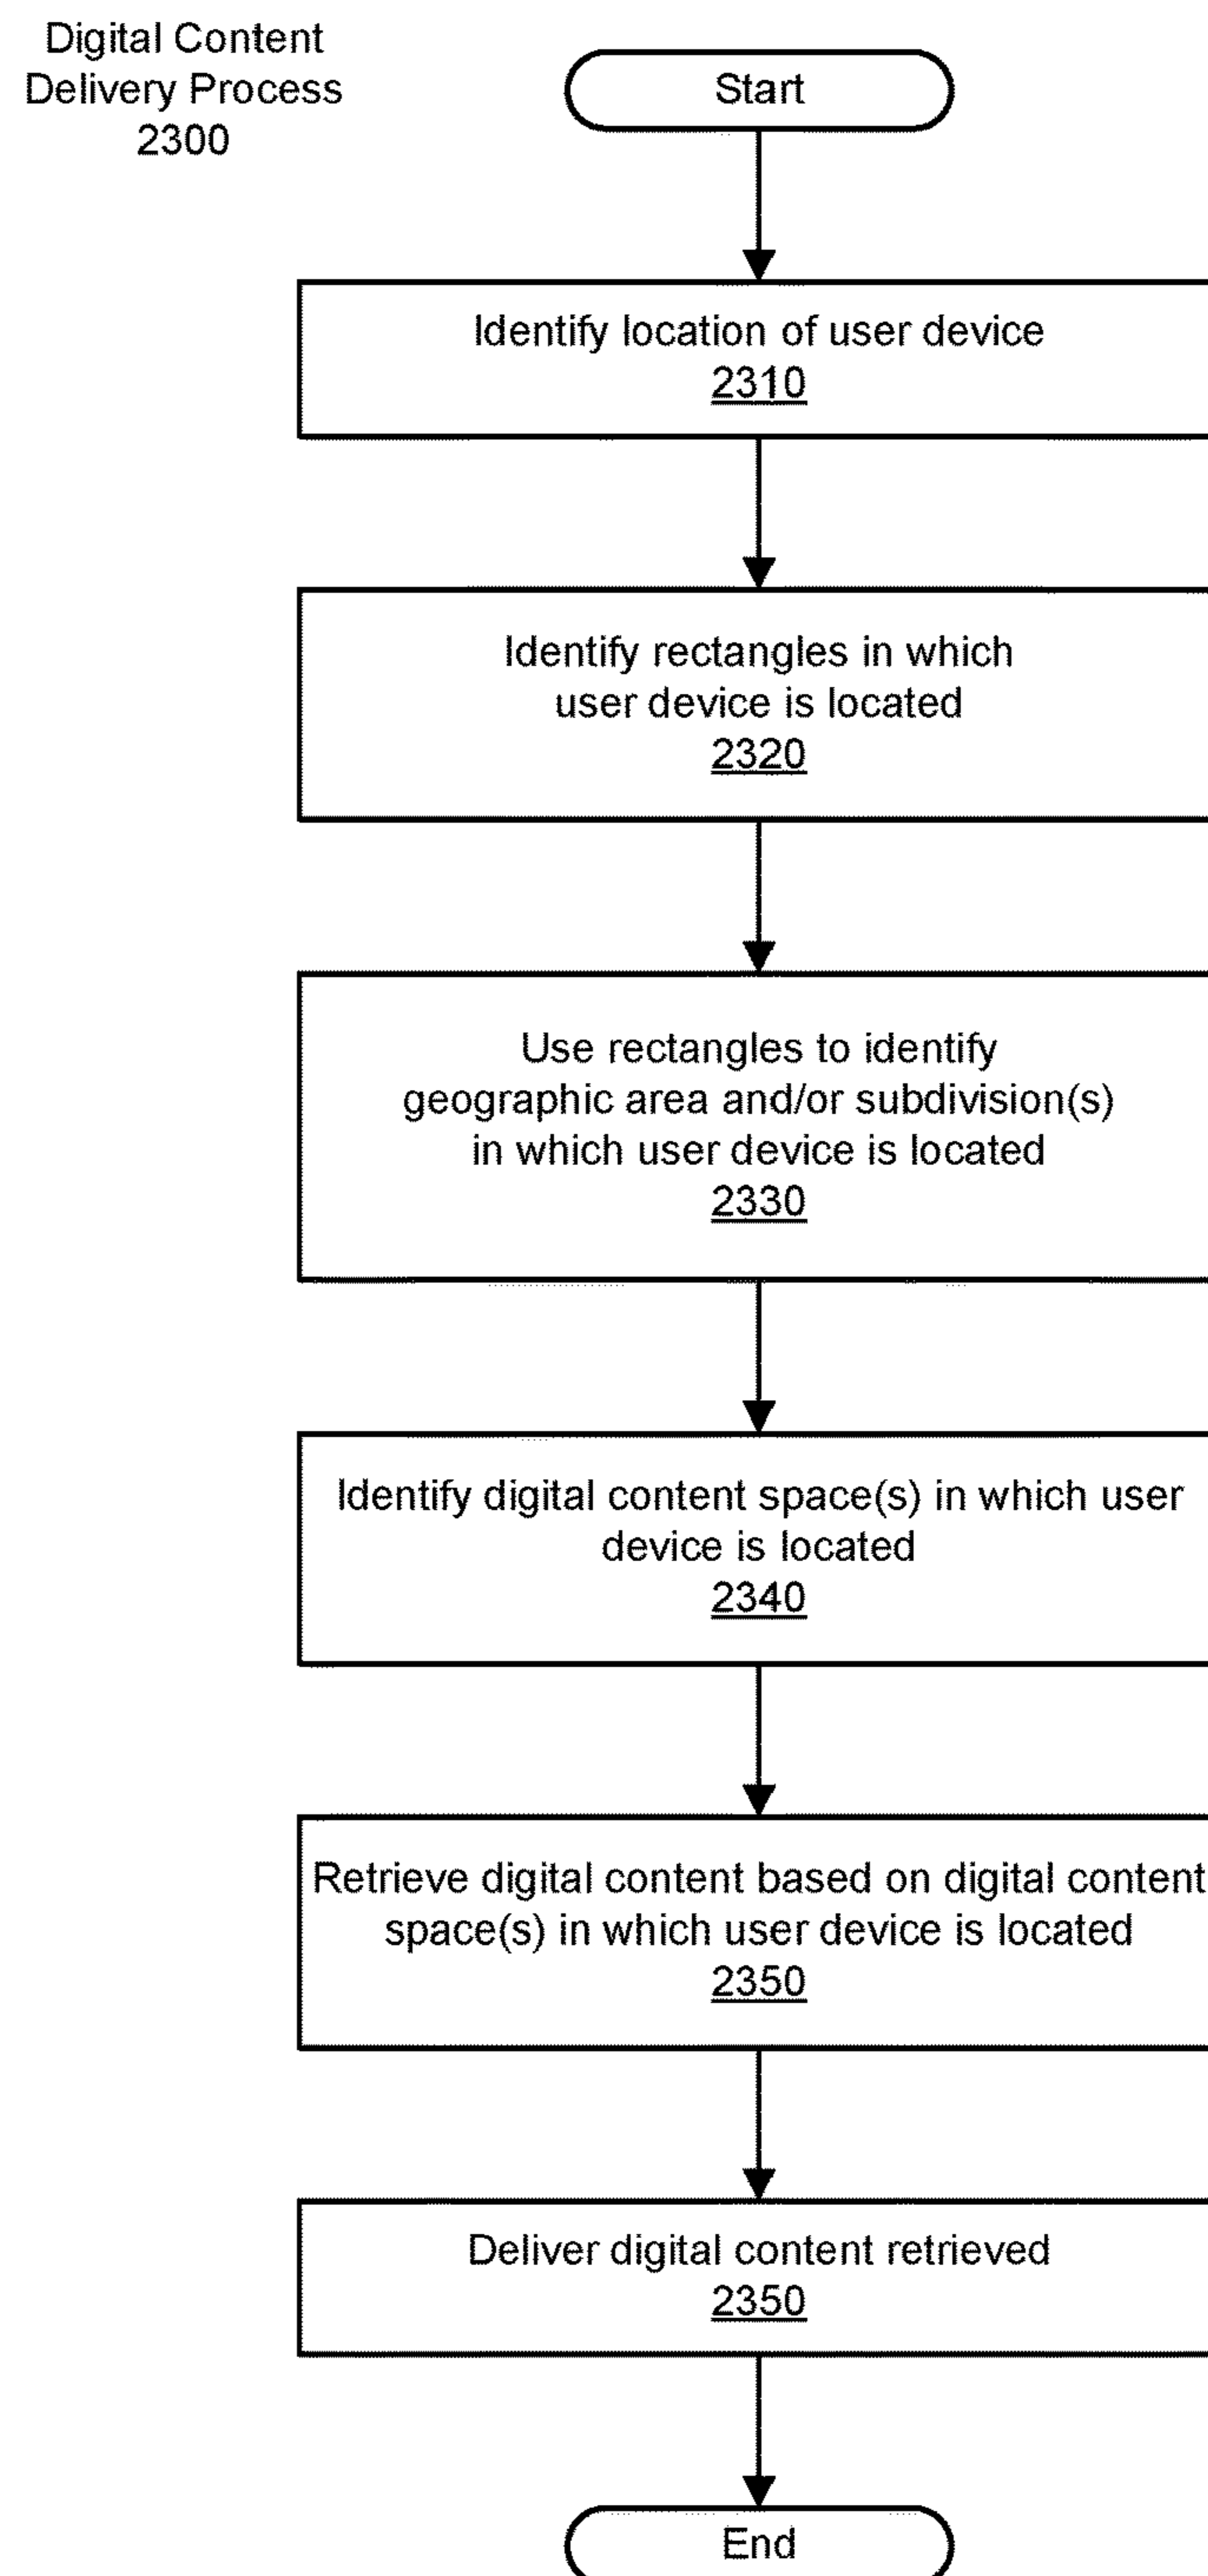 Digital Content
Delivery Process
2300
Start
Identify location of user device
2310
Identify rectangles in which
user device is located
2320
Use rectangles to identify
geographic area and/or subdivision(s)
in which user device is located
2330
Identify digital content space(s) in which user
device is located
2340
Retrieve digital content based on digital content
space(s) in which user device is located
2350
Deliver digital content retrieved
2350
End